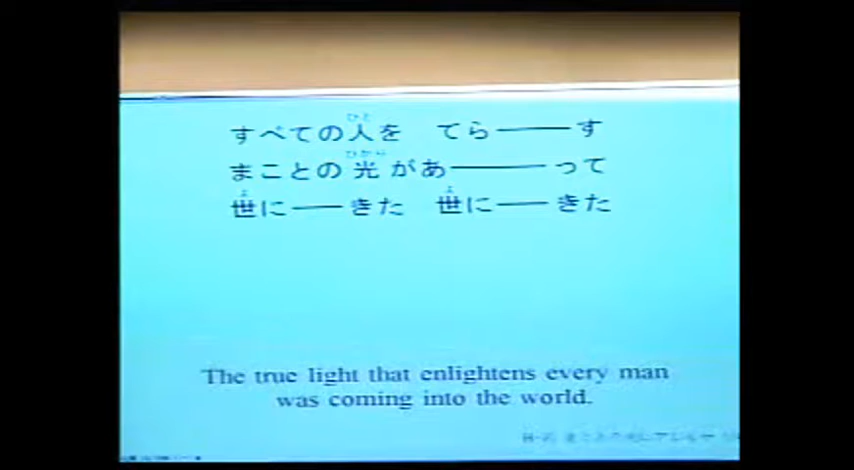 すべての人を　てら――す
まことの光があ――って
世に――きた　世に――きた
The true light that enlightens every man
was coming into the world.